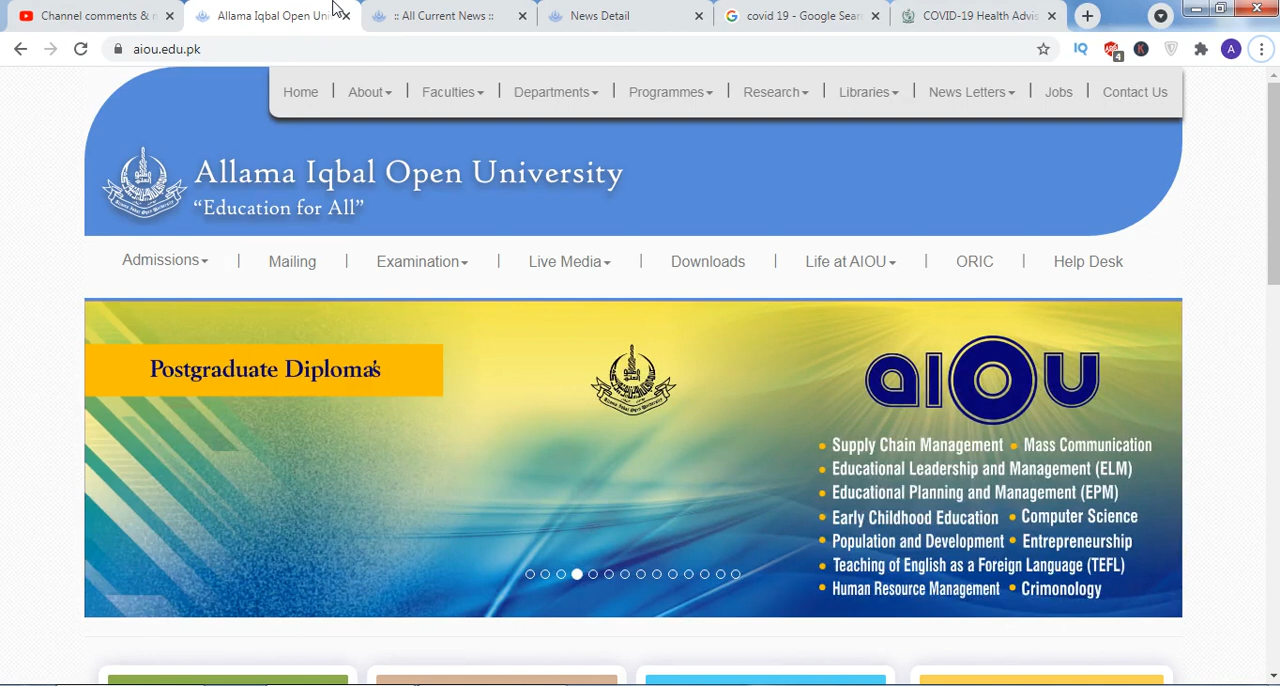 Channel comments & m
Allama Iqbal Open Un
:: All Current News ::
News Detail
covid 19 - Google Sear
COVID-19 Health Advis
aiou.edu.pk
IQ
4
K
A
Home | About | Faculties | Departments | Programmes | Research | Libraries | News Letters | Jobs | Contact Us
Allama Iqbal Open University
“Education for All”
Admissions | Mailing | Examination | Live Media | Downloads | Life at AIOU | ORIC | Help Desk
Postgraduate Diploma's
AIOU
• Supply Chain Management • Mass Communication
• Educational Leadership and Management (ELM)
• Educational Planning and Management (EPM)
• Early Childhood Education • Computer Science
• Population and Development • Entrepreneurship
• Teaching of English as a Foreign Language (TEFL)
• Human Resource Management • Crimonology